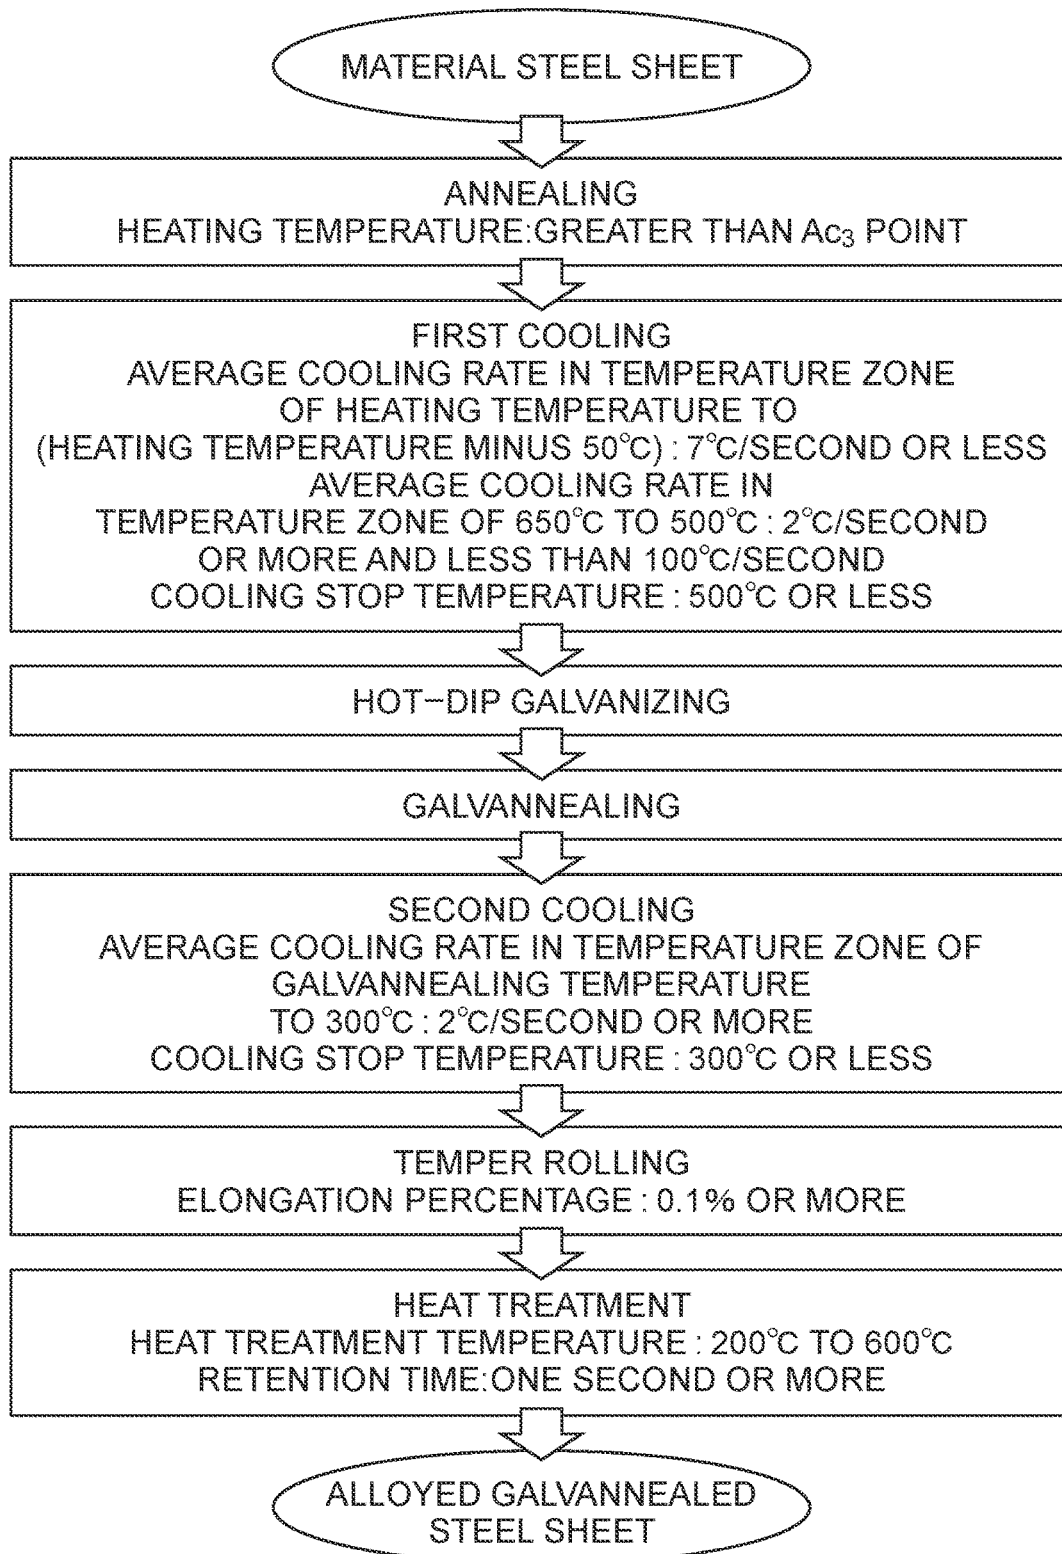 MATERIAL STEEL SHEET
ANNEALING
HEATING TEMPERATURE:GREATER THAN Ac₃ POINT
FIRST COOLING
AVERAGE COOLING RATE IN TEMPERATURE ZONE
OF HEATING TEMPERATURE TO
(HEATING TEMPERATURE MINUS 50℃) : 7℃/SECOND OR LESS
AVERAGE COOLING RATE IN
TEMPERATURE ZONE OF 650℃ TO 500℃ : 2℃/SECOND
OR MORE AND LESS THAN 100℃/SECOND
COOLING STOP TEMPERATURE : 500℃ OR LESS
HOT-DIP GALVANIZING
GALVANNEALING
SECOND COOLING
AVERAGE COOLING RATE IN TEMPERATURE ZONE OF
GALVANNEALING TEMPERATURE
TO 300℃ : 2℃/SECOND OR MORE
COOLING STOP TEMPERATURE : 300℃ OR LESS
TEMPER ROLLING
ELONGATION PERCENTAGE : 0.1% OR MORE
HEAT TREATMENT
HEAT TREATMENT TEMPERATURE : 200℃ TO 600℃
RETENTION TIME:ONE SECOND OR MORE
ALLOYED GALVANNEALED
STEEL SHEET